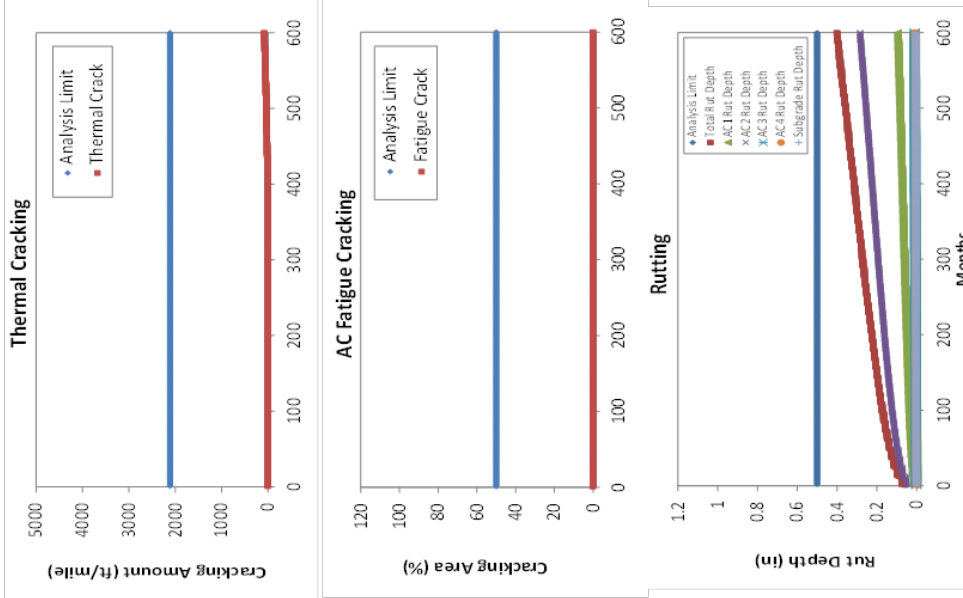 Thermal Cracking
Cracking Amount (ft/mile)
5000
4000
3000
2000
1000
0
0 100 200 300 400 500 600
Analysis Limit
Thermal Crack
AC Fatigue Cracking
Cracking Area (%)
120
100
80
60
40
20
0
0 100 200 300 400 500 600
Analysis Limit
Fatigue Crack
Rutting
Rut Depth (in)
1.2
1
0.8
0.6
0.4
0.2
0
0 100 200 300 400 500 600
Months
Analysis Limit
Total Rut Depth
AC1 Rut Depth
AC2 Rut Depth
AC3 Rut Depth
AC4 Rut Depth
Subgrade Rut Depth